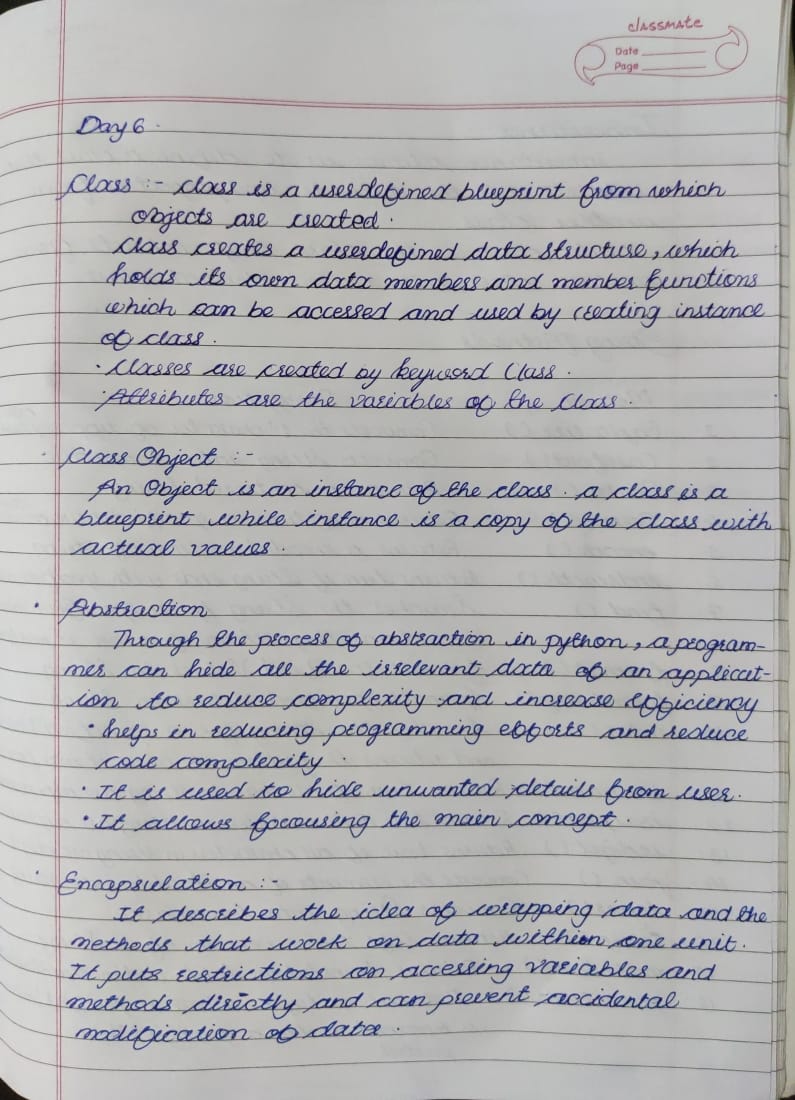 classmate
Date
Page
Day 6.
Class :- class is a userdefined blueprint from which
objects are created.
Class creates a userdefined data structure, which
holds its own data members and member functions
which can be accessed and used by creating instance
of class.
· Classes are created by keyword Class.
· Attributes are the variables of the Class.
· Class Object :-
An Object is an instance of the class. a class is a
blueprint while instance is a copy of the class with
actual values.
· Abstraction
Through the process of abstraction in python, a program-
mer can hide all the irrelevant data of an applicat-
ion to reduce complexity and increase efficiency
· helps in reducing programming efforts and reduce
code complexity.
· It is used to hide unwanted details from user.
· It allows focousing the main concept.
· Encapsulation :-
It describes the idea of wrapping data and the
methods that work on data within one unit.
It puts restrictions on accessing variables and
methods directly and can prevent accidental
modification of data.